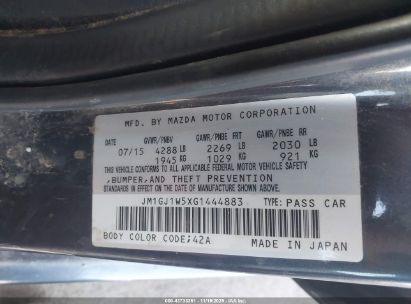 MFD. BY MAZDA MOTOR CORPORATION
07/15 GVWR/PNBV GAWR/PNBE FRT GAWR/PNBE RR
4288 LB 2269 LB 2030 LB
1945 KG 1029 KG 921 KG
THIS VEHICLE CONFORMS TO ALL APPLICABLE FEDERAL MOTOR VEHICLE SAFETY
, BUMPER, AND THEFT PREVENTION
STANDARDS IN EFFECT ON THE DATE OF MANUFACTURE SHOWN ABOVE.
JM1GJ1W5XG1444883 TYPE: PASS CAR
BODY COLOR CODE; 42A MADE IN JAPAN